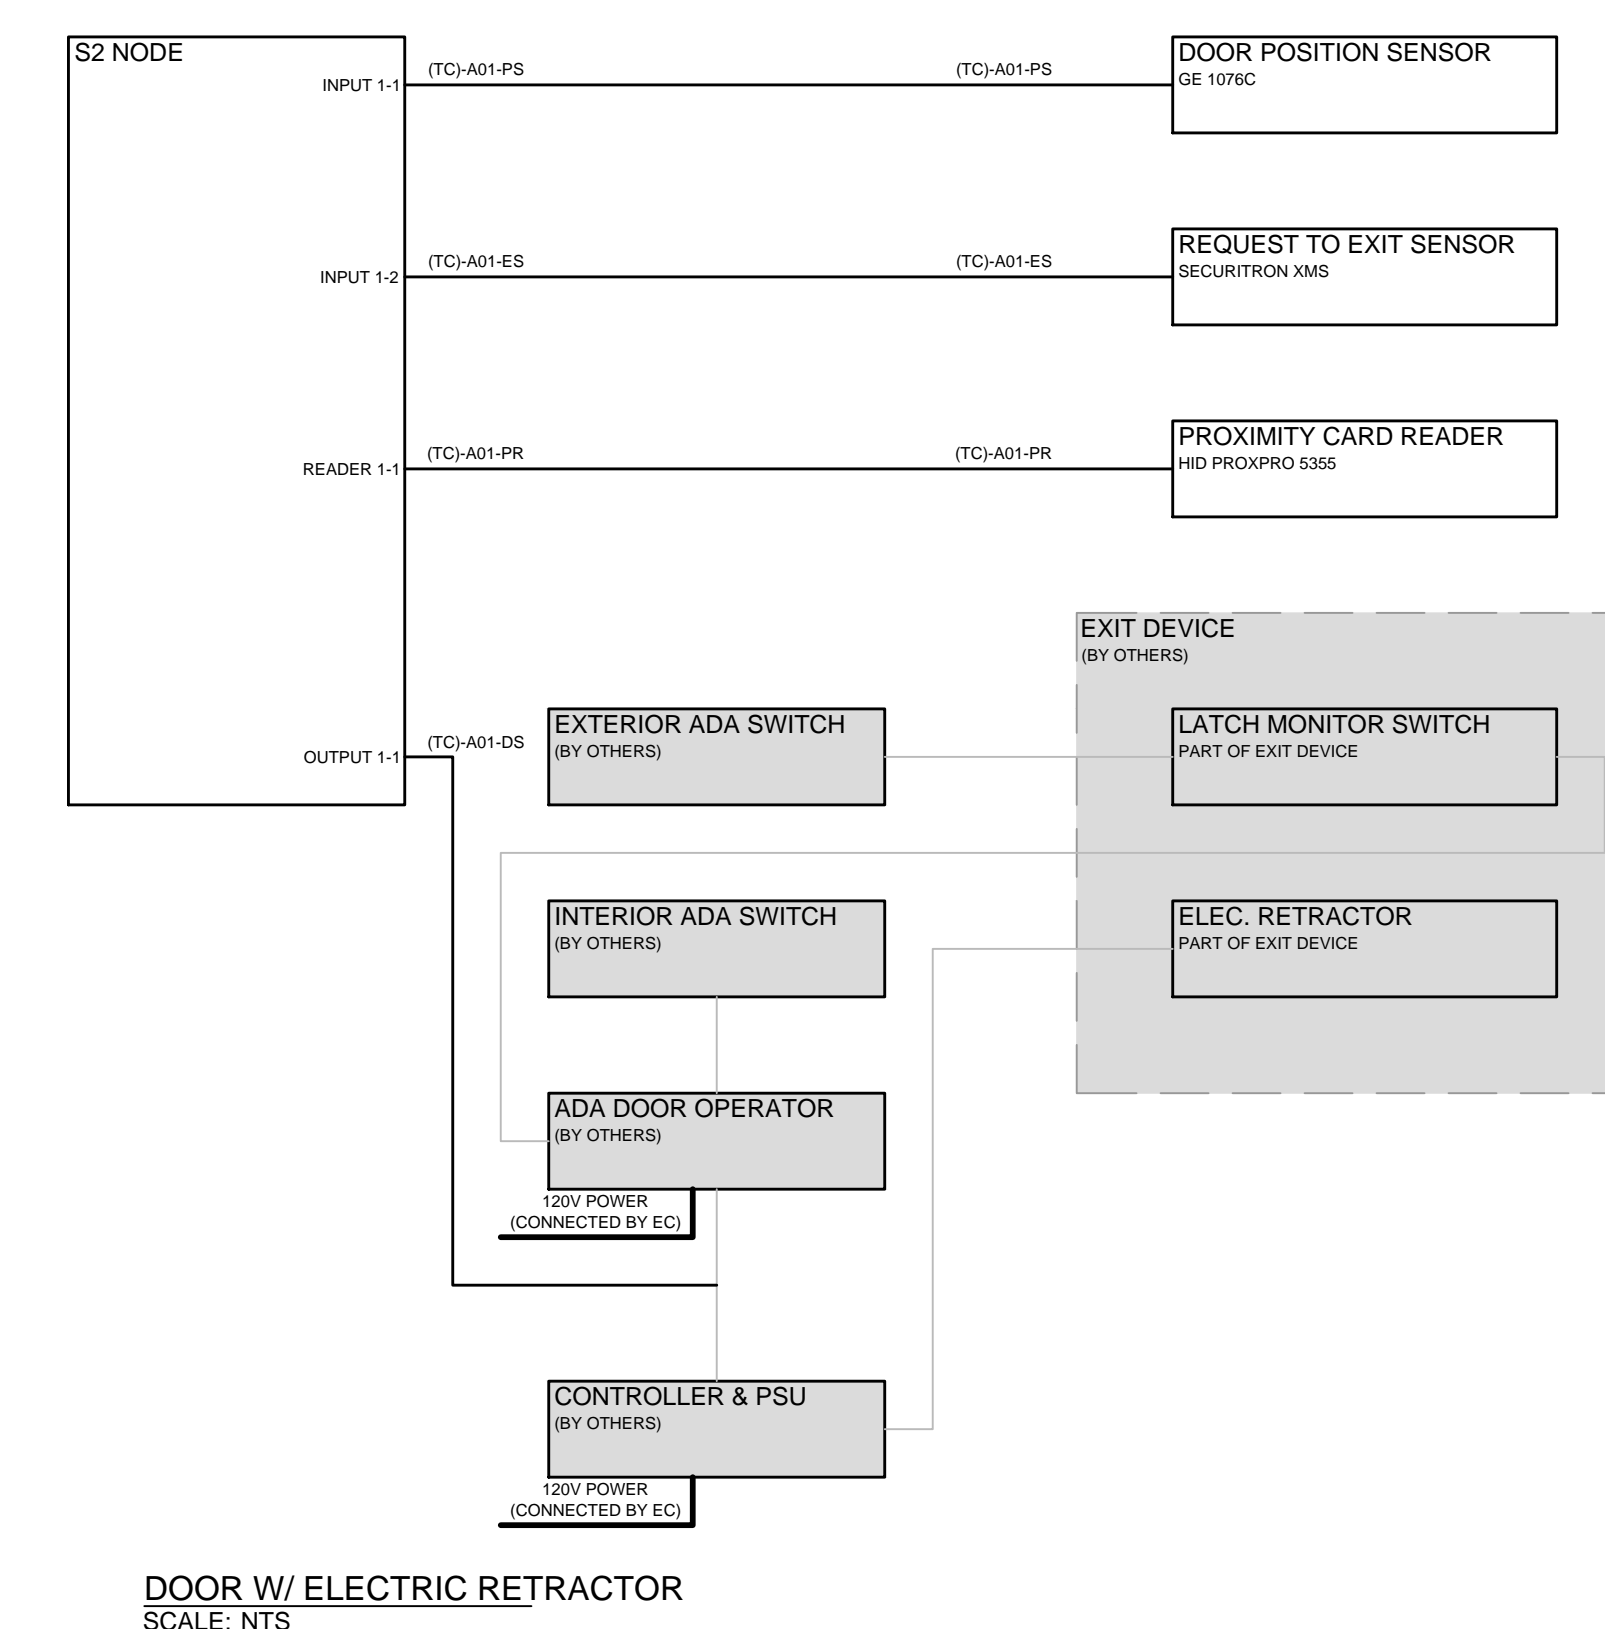 S2 NODE
INPUT 1-1
(TC)-A01-PS
(TC)-A01-PS
DOOR POSITION SENSOR
GE 1076C
INPUT 1-2
(TC)-A01-ES
(TC)-A01-ES
REQUEST TO EXIT SENSOR
SECURITRON XMS
READER 1-1
(TC)-A01-PR
(TC)-A01-PR
PROXIMITY CARD READER
HID PROXPRO 5355
EXIT DEVICE
(BY OTHERS)
OUTPUT 1-1
(TC)-A01-DS
EXTERIOR ADA SWITCH
(BY OTHERS)
LATCH MONITOR SWITCH
PART OF EXIT DEVICE
INTERIOR ADA SWITCH
(BY OTHERS)
ELEC. RETRACTOR
PART OF EXIT DEVICE
ADA DOOR OPERATOR
(BY OTHERS)
120V POWER
(CONNECTED BY EC)
CONTROLLER & PSU
(BY OTHERS)
120V POWER
(CONNECTED BY EC)
DOOR W/ ELECTRIC RETRACTOR
SCALE: NTS